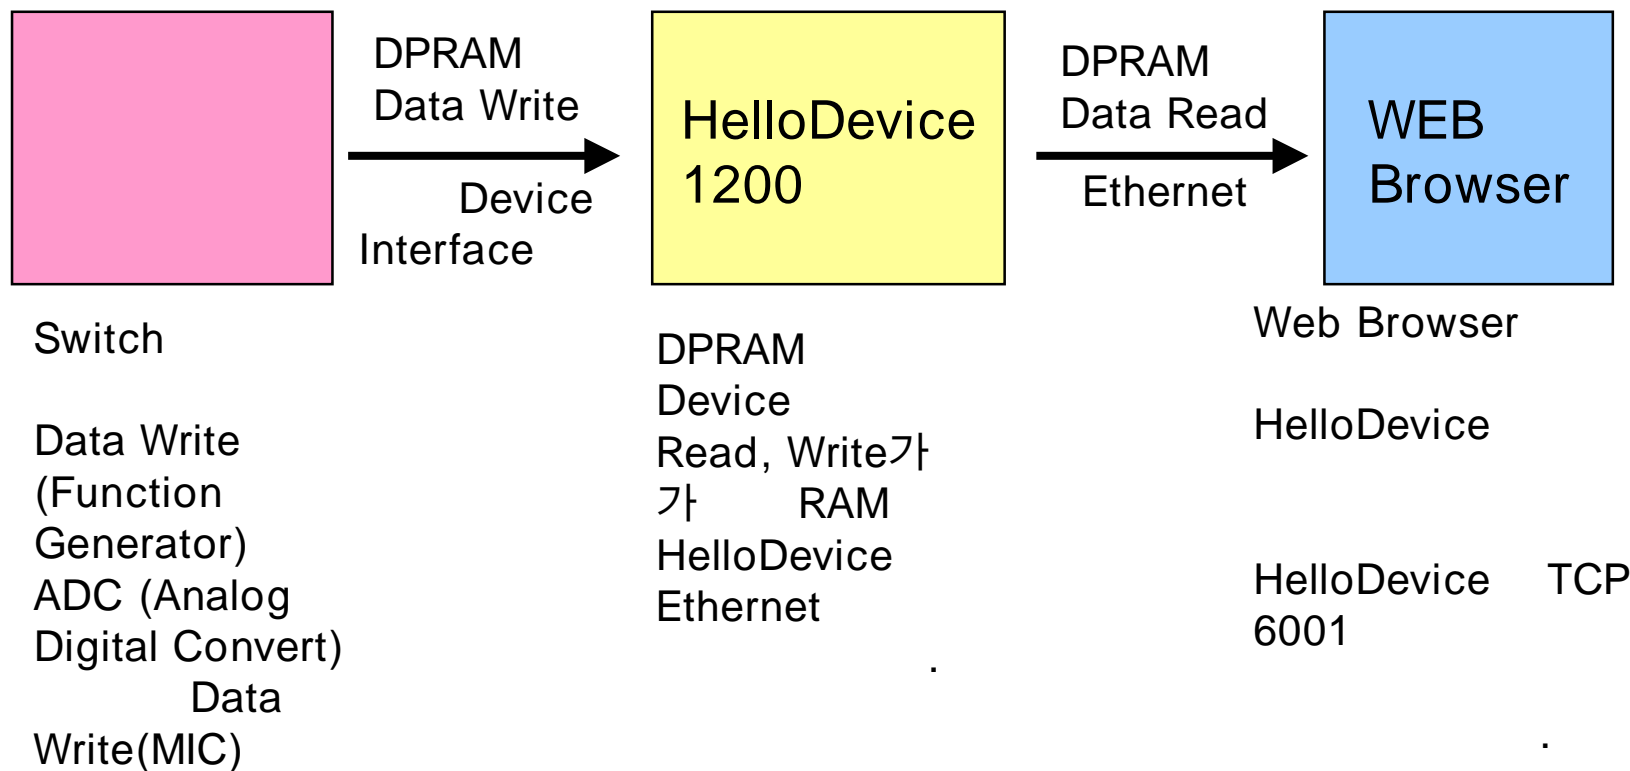 DPRAM
Data Write
Device
Interface
HelloDevice
1200
DPRAM
Data Read
Ethernet
WEB
Browser
Switch
Data Write
(Function
Generator)
ADC (Analog
Digital Convert)
Data
Write(MIC)
DPRAM
Device
Read, Write가
가 RAM
HelloDevice
Ethernet
.
Web Browser
HelloDevice
HelloDevice TCP
6001
.